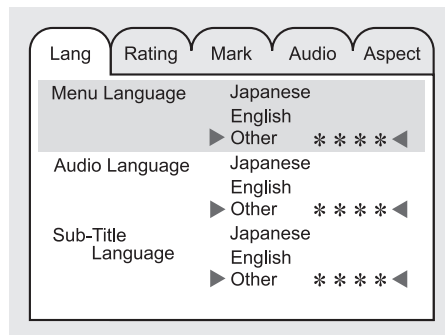 Lang Rating Mark Audio Aspect
Menu Language Japanese
English
▶ Other ＊＊＊＊◀
Audio Language Japanese
English
▶ Other ＊＊＊＊◀
Sub-Title Japanese
Language English
▶ Other ＊＊＊＊◀